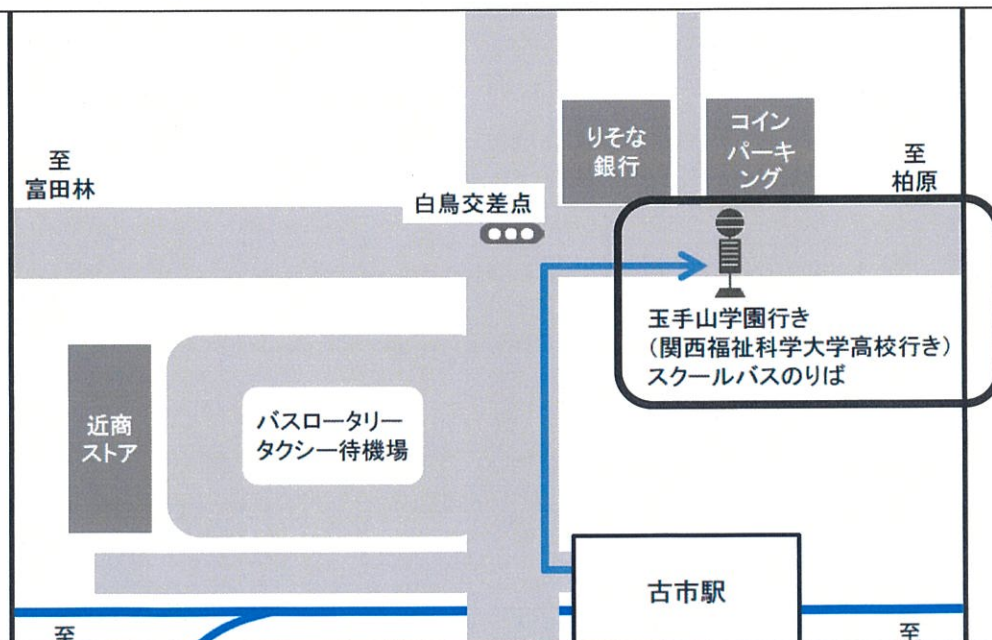 りそな
銀行
コイン
パーキ
ング
至
富田林
至
柏原
白鳥交差点
玉手山学園行き
(関西福祉科学大学高校行き)
スクールバスのりば
近商
ストア
バスロータリー
タクシー待機場
古市駅
至
至